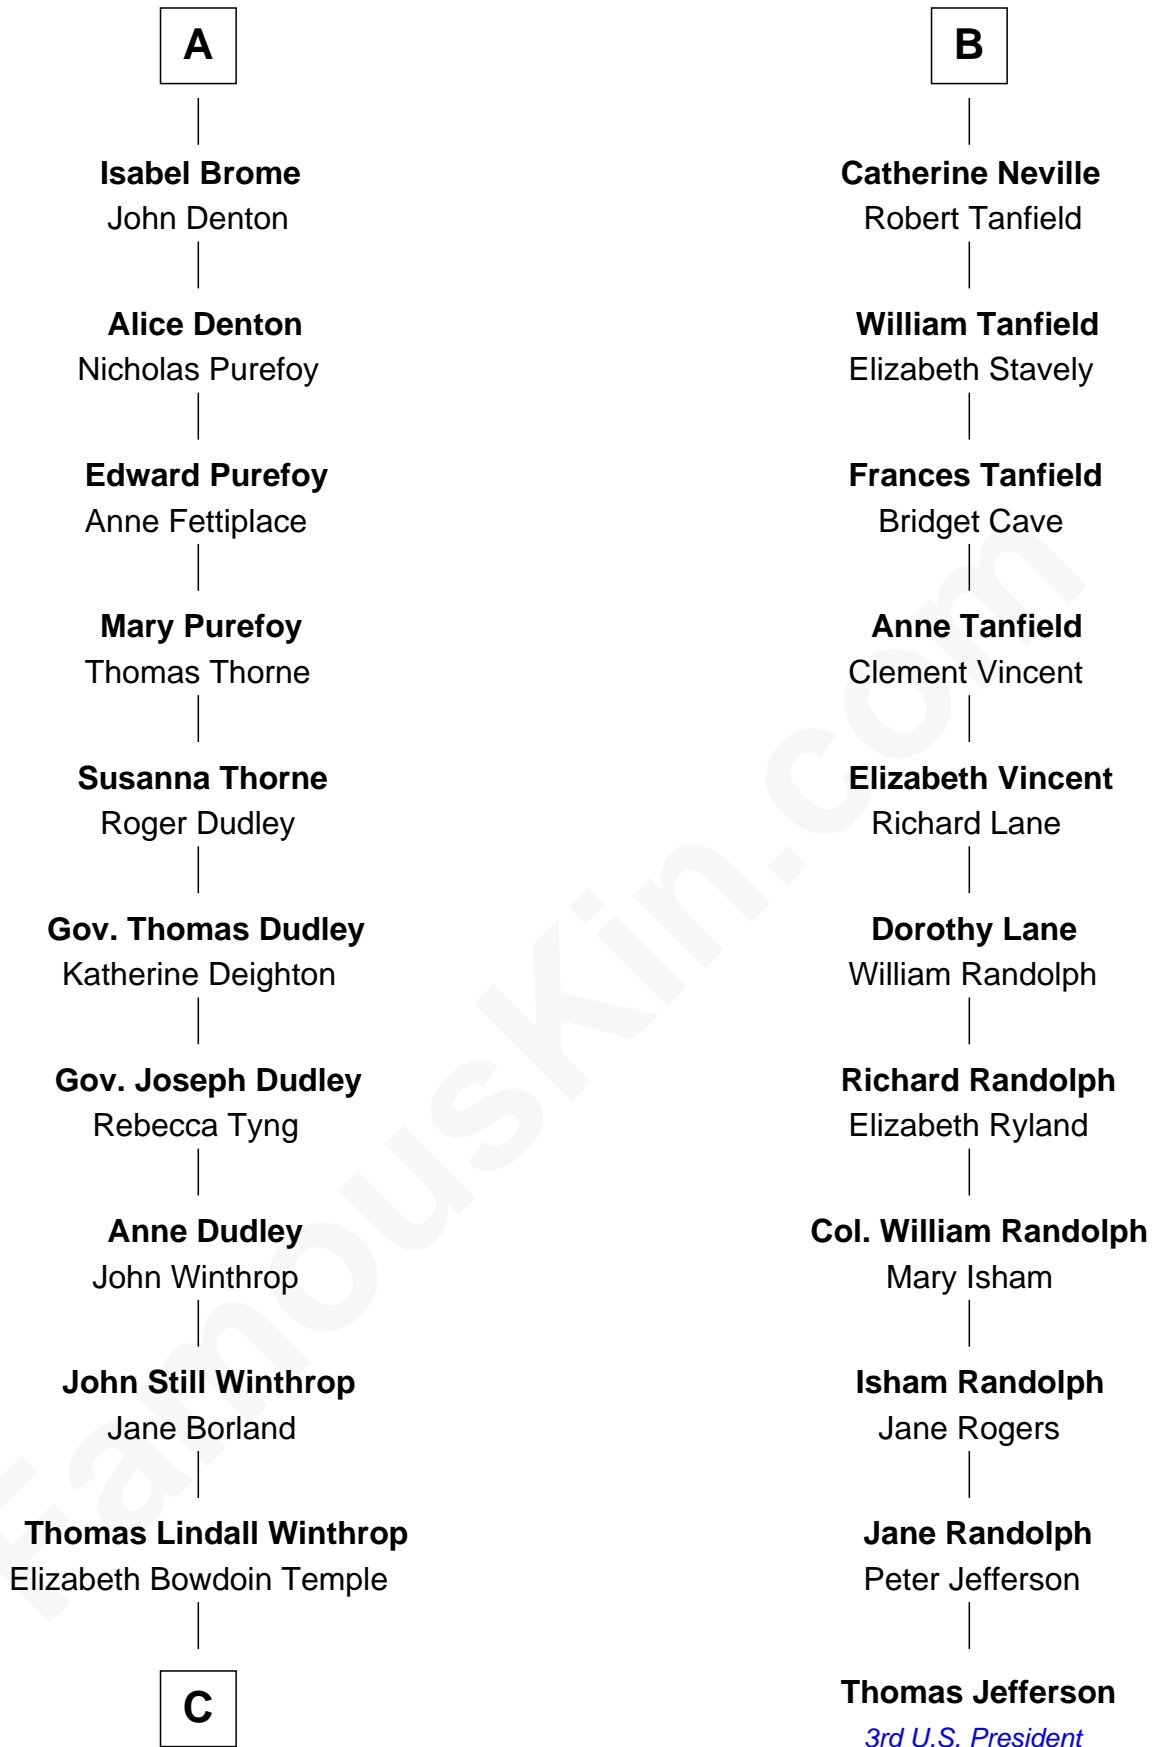 A
Isabel Brome
John Denton
Alice Denton
Nicholas Purefoy
Edward Purefoy
Anne Fettiplace
Mary Purefoy
Thomas Thorne
Susanna Thorne
Roger Dudley
Gov. Thomas Dudley
Katherine Deighton
Gov. Joseph Dudley
Rebecca Tyng
Anne Dudley
John Winthrop
John Still Winthrop
Jane Borland
Thomas Lindall Winthrop
Elizabeth Bowdoin Temple
C
B
Catherine Neville
Robert Tanfield
William Tanfield
Elizabeth Stavely
Frances Tanfield
Bridget Cave
Anne Tanfield
Clement Vincent
Elizabeth Vincent
Richard Lane
Dorothy Lane
William Randolph
Richard Randolph
Elizabeth Ryland
Col. William Randolph
Mary Isham
Isham Randolph
Jane Rogers
Jane Randolph
Peter Jefferson
Thomas Jefferson
3rd U.S. President
FamousKin.com